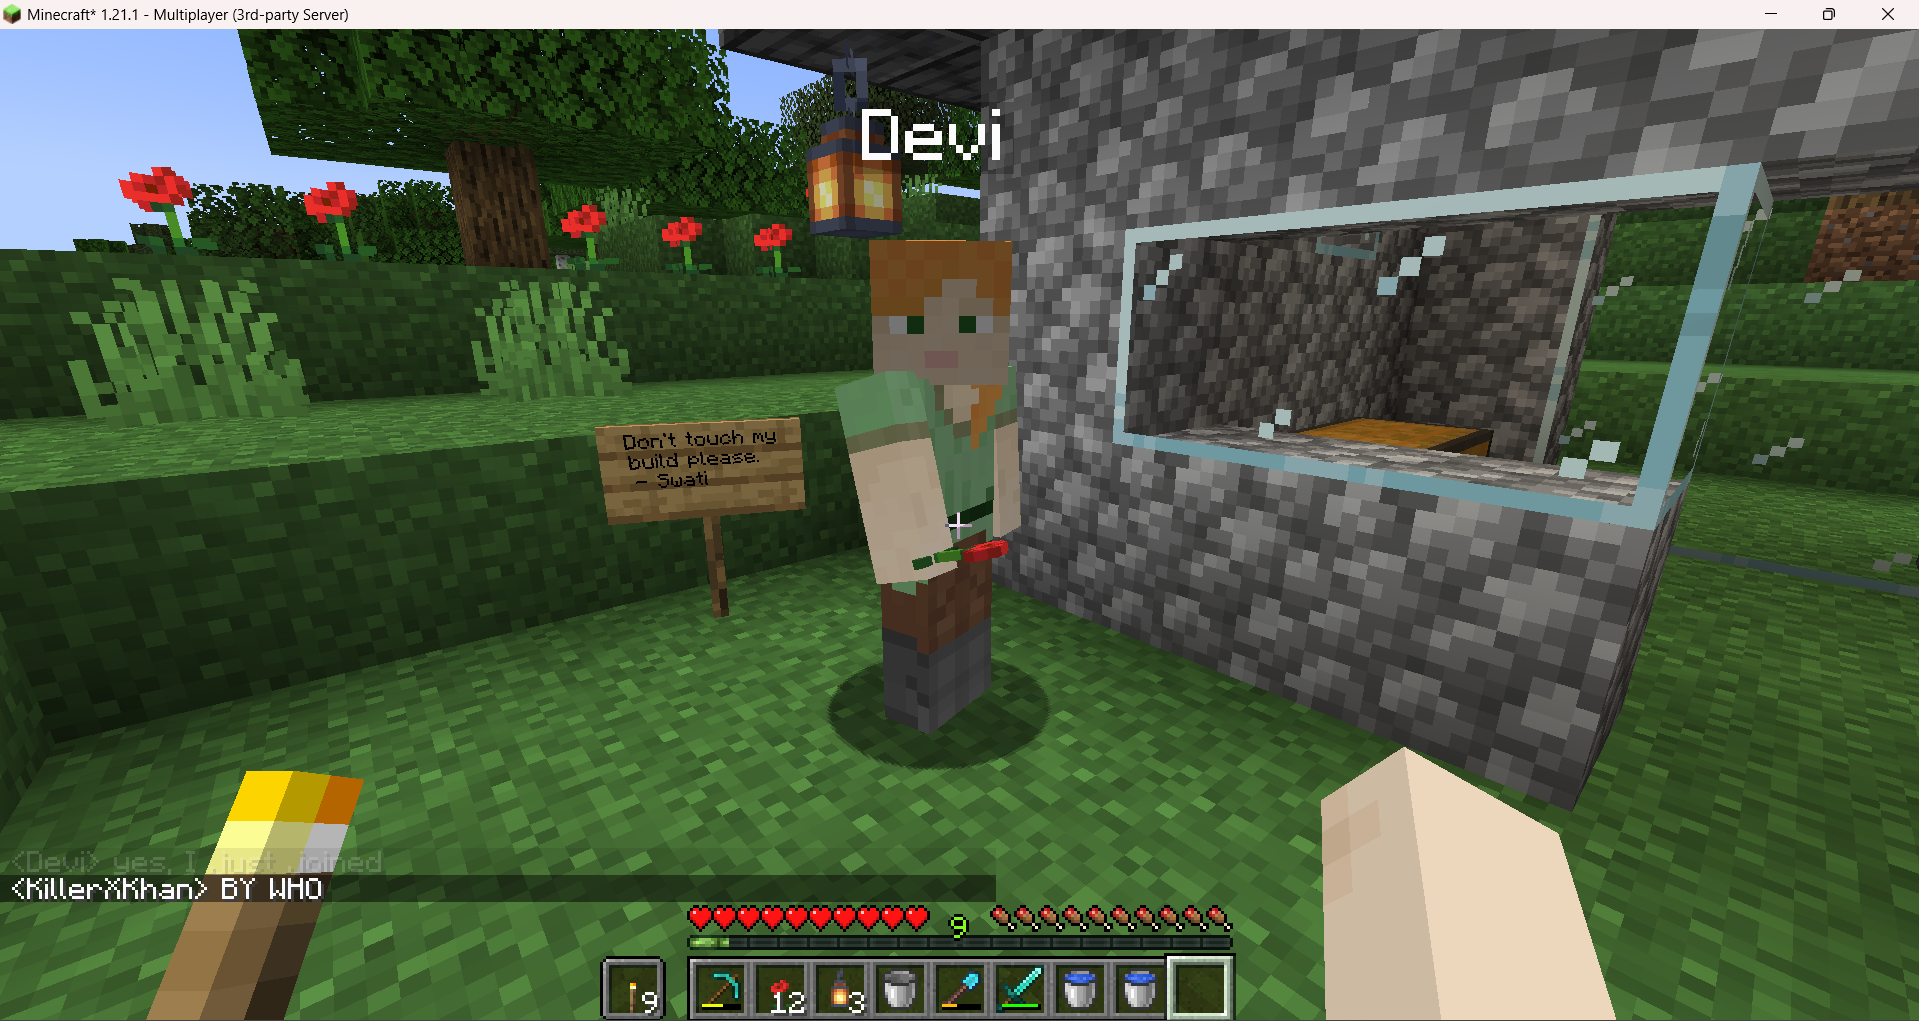 Minecraft* 1.21.1 - Multiplayer (3rd-party Server)
Devi
Don't touch my
build please.
- Swati
<Devi> yes, I just joined
<KillerXKhan> BY WHO
9
9
12
3